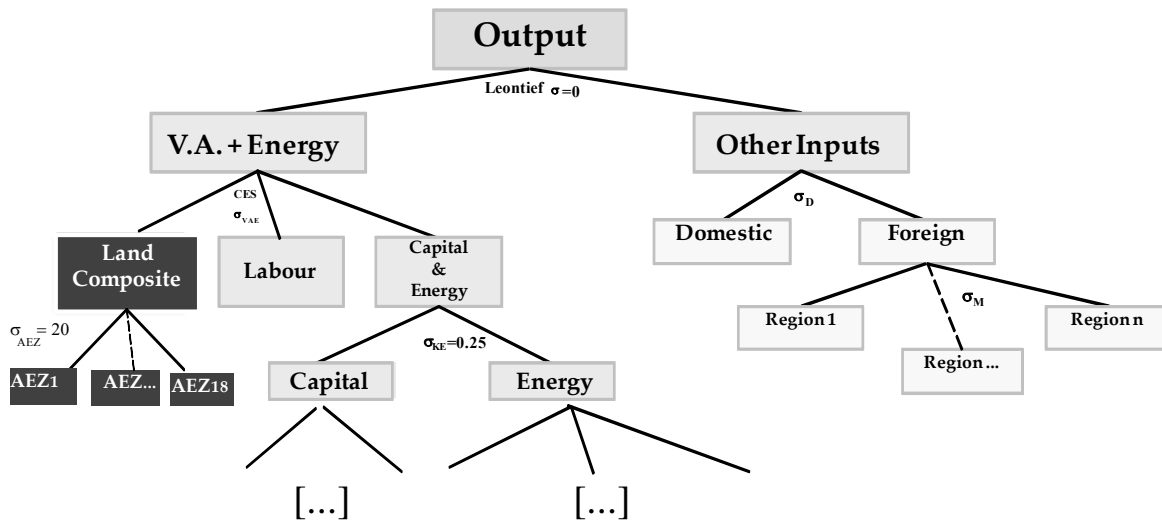 Output
Leontief σ=0
V.A. + Energy
Other Inputs
CES
σVAE
σD
Land
Composite
Labour
Capital
&
Energy
Domestic
Foreign
σAEZ = 20
σKE=0.25
σM
Region 1
Region n
Region ...
AEZ1
AEZ...
AEZ18
Capital
Energy
[...]
[...]